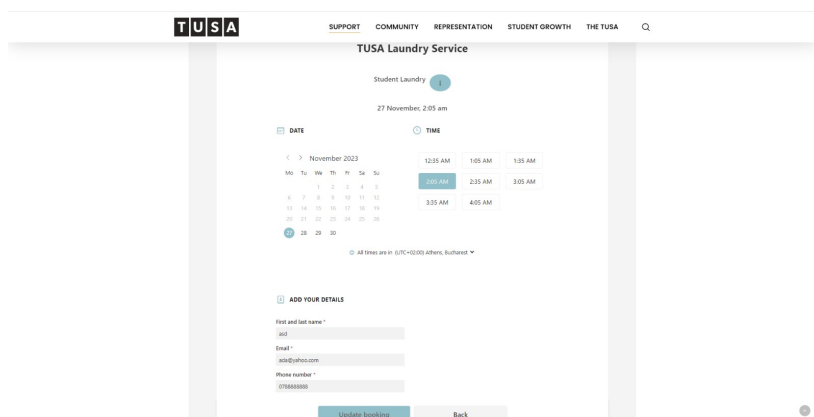 TUSA SUPPORT COMMUNITY REPRESENTATION STUDENT GROWTH THE TUSA
TUSA Laundry Service
Student Laundry i
27 November, 2:05 am
DATE
November 2023
Mo Tu We Th Fr Sa Su
1 2 3 4 5
6 7 8 9 10 11 12
13 14 15 16 17 18 19
20 21 22 23 24 25 26
27 28 29 30
TIME
12:35 AM 1:05 AM 1:35 AM
2:05 AM 2:35 AM 3:05 AM
3:35 AM 4:05 AM
All times are in (UTC+02:00) Athens, Bucharest
ADD YOUR DETAILS
First and last name *
asd
Email *
ada@yahoo.com
Phone number *
Update booking Back